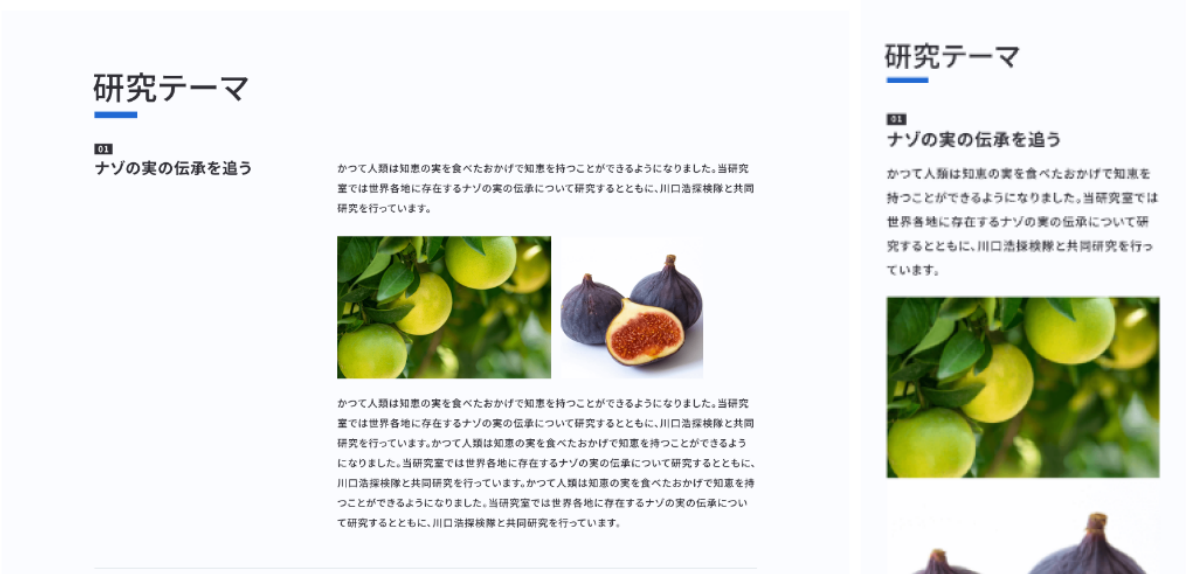 研究テーマ
01
ナゾの実の伝承を追う
かつて人類は知恵の実を食べたおかげで知恵を持つことができるようになりました。当研究
室では世界各地に存在するナゾの実の伝承について研究するとともに、川口浩探検隊と共同
研究を行っています。
かつて人類は知恵の実を食べたおかげで知恵を持つことができるようになりました。当研究
室では世界各地に存在するナゾの実の伝承について研究するとともに、川口浩探検隊と共同
研究を行っています。かつて人類は知恵の実を食べたおかげで知恵を持つことができるよう
になりました。当研究室では世界各地に存在するナゾの実の伝承について研究するとともに、
川口浩探検隊と共同研究を行っています。かつて人類は知恵の実を食べたおかげで知恵を持
つことができるようになりました。当研究室では世界各地に存在するナゾの実の伝承につい
て研究するとともに、川口浩探検隊と共同研究を行っています。
研究テーマ
01
ナゾの実の伝承を追う
かつて人類は知恵の実を食べたおかげで知恵を
持つことができるようになりました。当研究室では
世界各地に存在するナゾの実の伝承について研
究するとともに、川口浩探検隊と共同研究を行っ
ています。